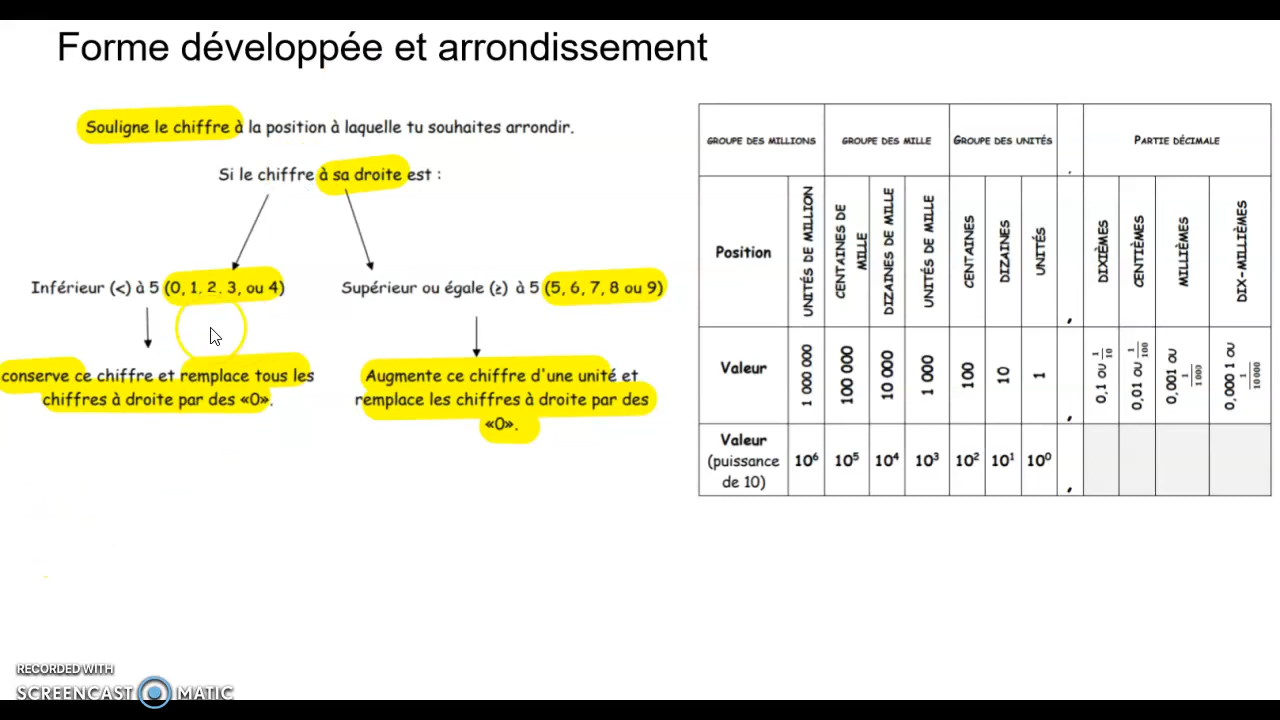 Forme développée et arrondissement
Souligne le chiffre à la position à laquelle tu souhaites arrondir.
Si le chiffre à sa droite est :
Inférieur (<) à 5 (0, 1, 2, 3, ou 4)
Supérieur ou égale (≥) à 5 (5, 6, 7, 8 ou 9)
conserve ce chiffre et remplace tous les
chiffres à droite par des «0».
Augmente ce chiffre d'une unité et
remplace les chiffres à droite par des
«0».
GROUPE DES MILLIONS GROUPE DES MILLE GROUPE DES UNITÉS . PARTIE DÉCIMALE
Position
UNITÉS DE MILLION
CENTAINES DE
MILLE
DIZAINES DE MILLE
UNITÉS DE MILLE
CENTAINES
DIZAINES
UNITÉS
,
DIXIÈMES
CENTIÈMES
MILLIÈMES
DIX-MILLIÈMES
Valeur
1 000 000
100 000
10 000
1 000
100
10
1
,
0,1 ou 1/10
0,01 ou 1/100
0,001 ou
1/1 000
0,000 1 ou
1/10 000
Valeur
(puissance
de 10)
10⁶ 10⁵ 10⁴ 10³ 10² 10¹ 10⁰ ,
RECORDED WITH
SCREENCAST MATIC